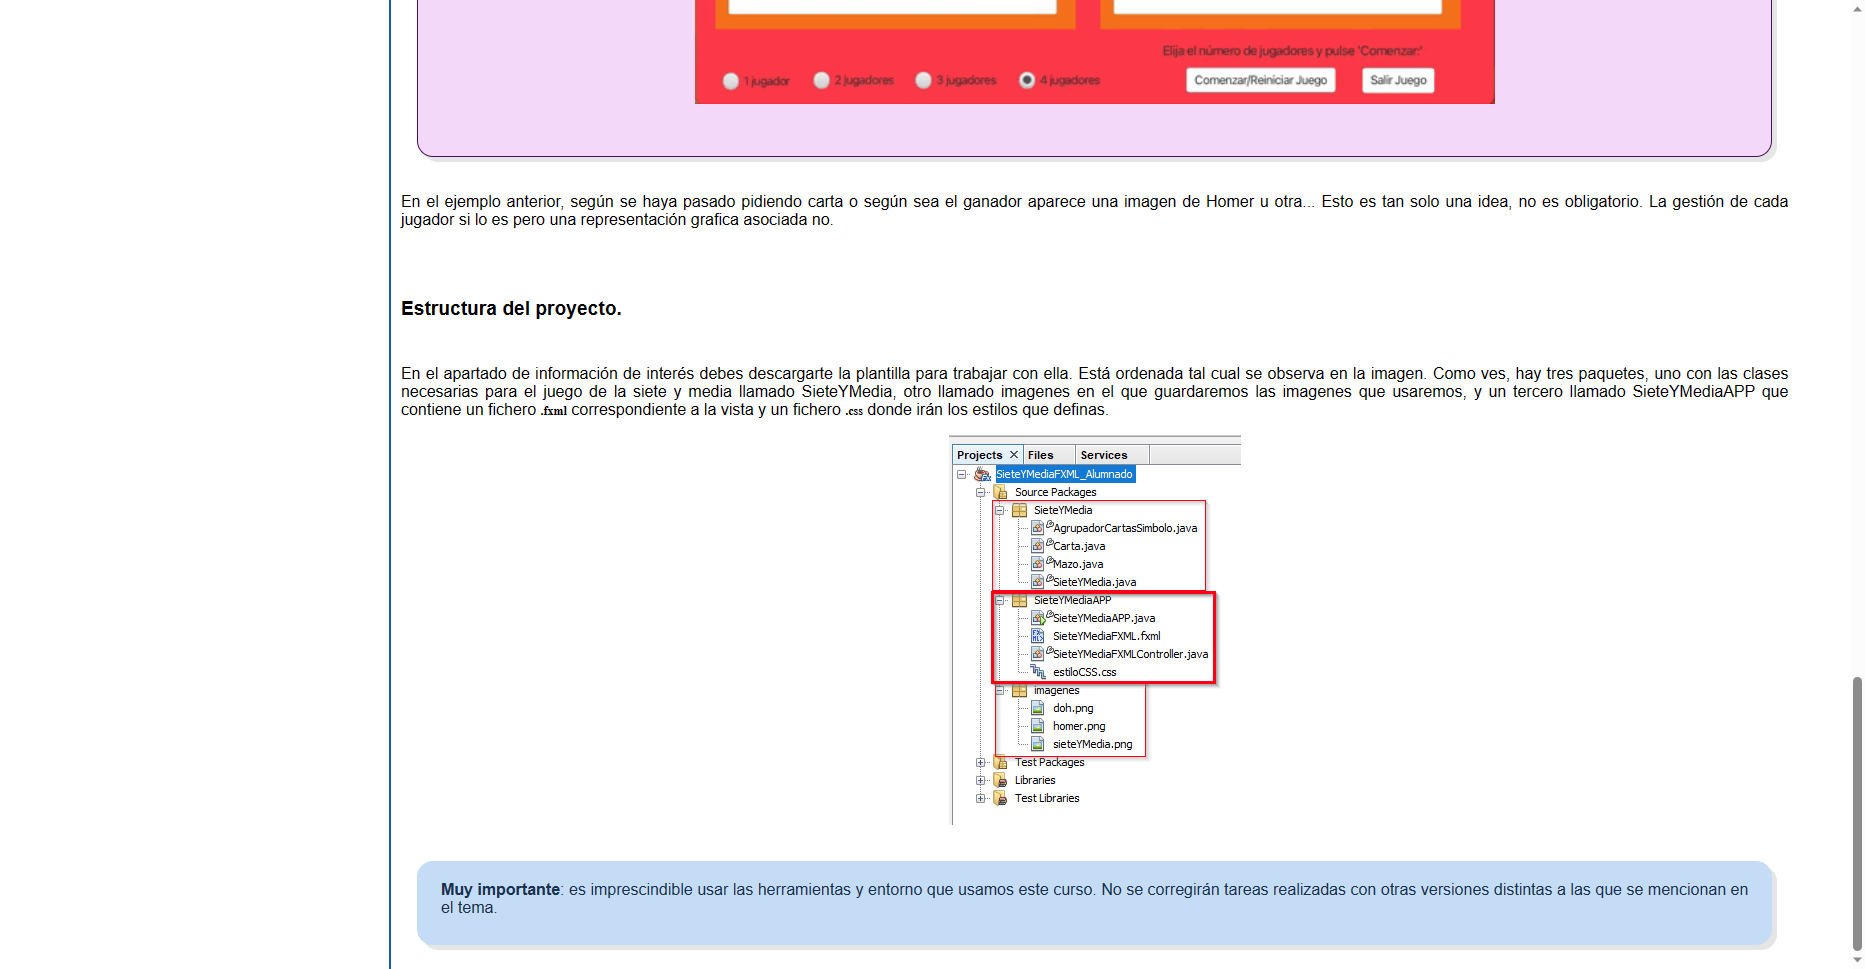 Elija el número de jugadores y pulse 'Comenzar:'
1 jugador 2 jugadores 3 jugadores 4 jugadores Comenzar/Reiniciar Juego Salir Juego
En el ejemplo anterior, según se haya pasado pidiendo carta o según sea el ganador aparece una imagen de Homer u otra... Esto es tan solo una idea, no es obligatorio. La gestión de cada
jugador si lo es pero una representación grafica asociada no.
Estructura del proyecto.
En el apartado de información de interés debes descargarte la plantilla para trabajar con ella. Está ordenada tal cual se observa en la imagen. Como ves, hay tres paquetes, uno con las clases
necesarias para el juego de la siete y media llamado SieteYMedia, otro llamado imagenes en el que guardaremos las imagenes que usaremos, y un tercero llamado SieteYMediaAPP que
contiene un fichero .fxml correspondiente a la vista y un fichero .css donde irán los estilos que definas.
Projects Files Services
SieteYMediaFXML_Alumnado
Source Packages
SieteYMedia
AgrupadorCartasSimbolo.java
Carta.java
Mazo.java
SieteYMedia.java
SieteYMediaAPP
SieteYMediaAPP.java
SieteYMediaFXML.fxml
SieteYMediaFXMLController.java
estiloCSS.css
imagenes
doh.png
homer.png
sieteYMedia.png
Test Packages
Libraries
Test Libraries
Muy importante: es imprescindible usar las herramientas y entorno que usamos este curso. No se corregirán tareas realizadas con otras versiones distintas a las que se mencionan en
el tema.